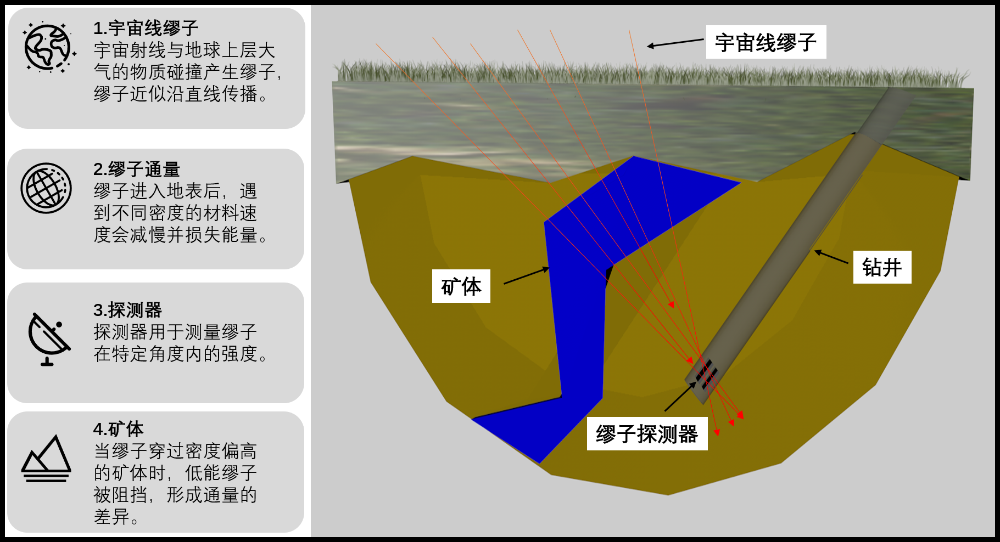 1.宇宙线缪子
宇宙射线与地球上层大
气的物质碰撞产生缪子，
缪子近似沿直线传播。
2.缪子通量
缪子进入地表后，遇
到不同密度的材料速
度会减慢并损失能量。
3.探测器
探测器用于测量缪子
在特定角度内的强度。
4.矿体
当缪子穿过密度偏高
的矿体时，低能缪子
被阻挡，形成通量的
差异。
宇宙线缪子
钻井
矿体
缪子探测器